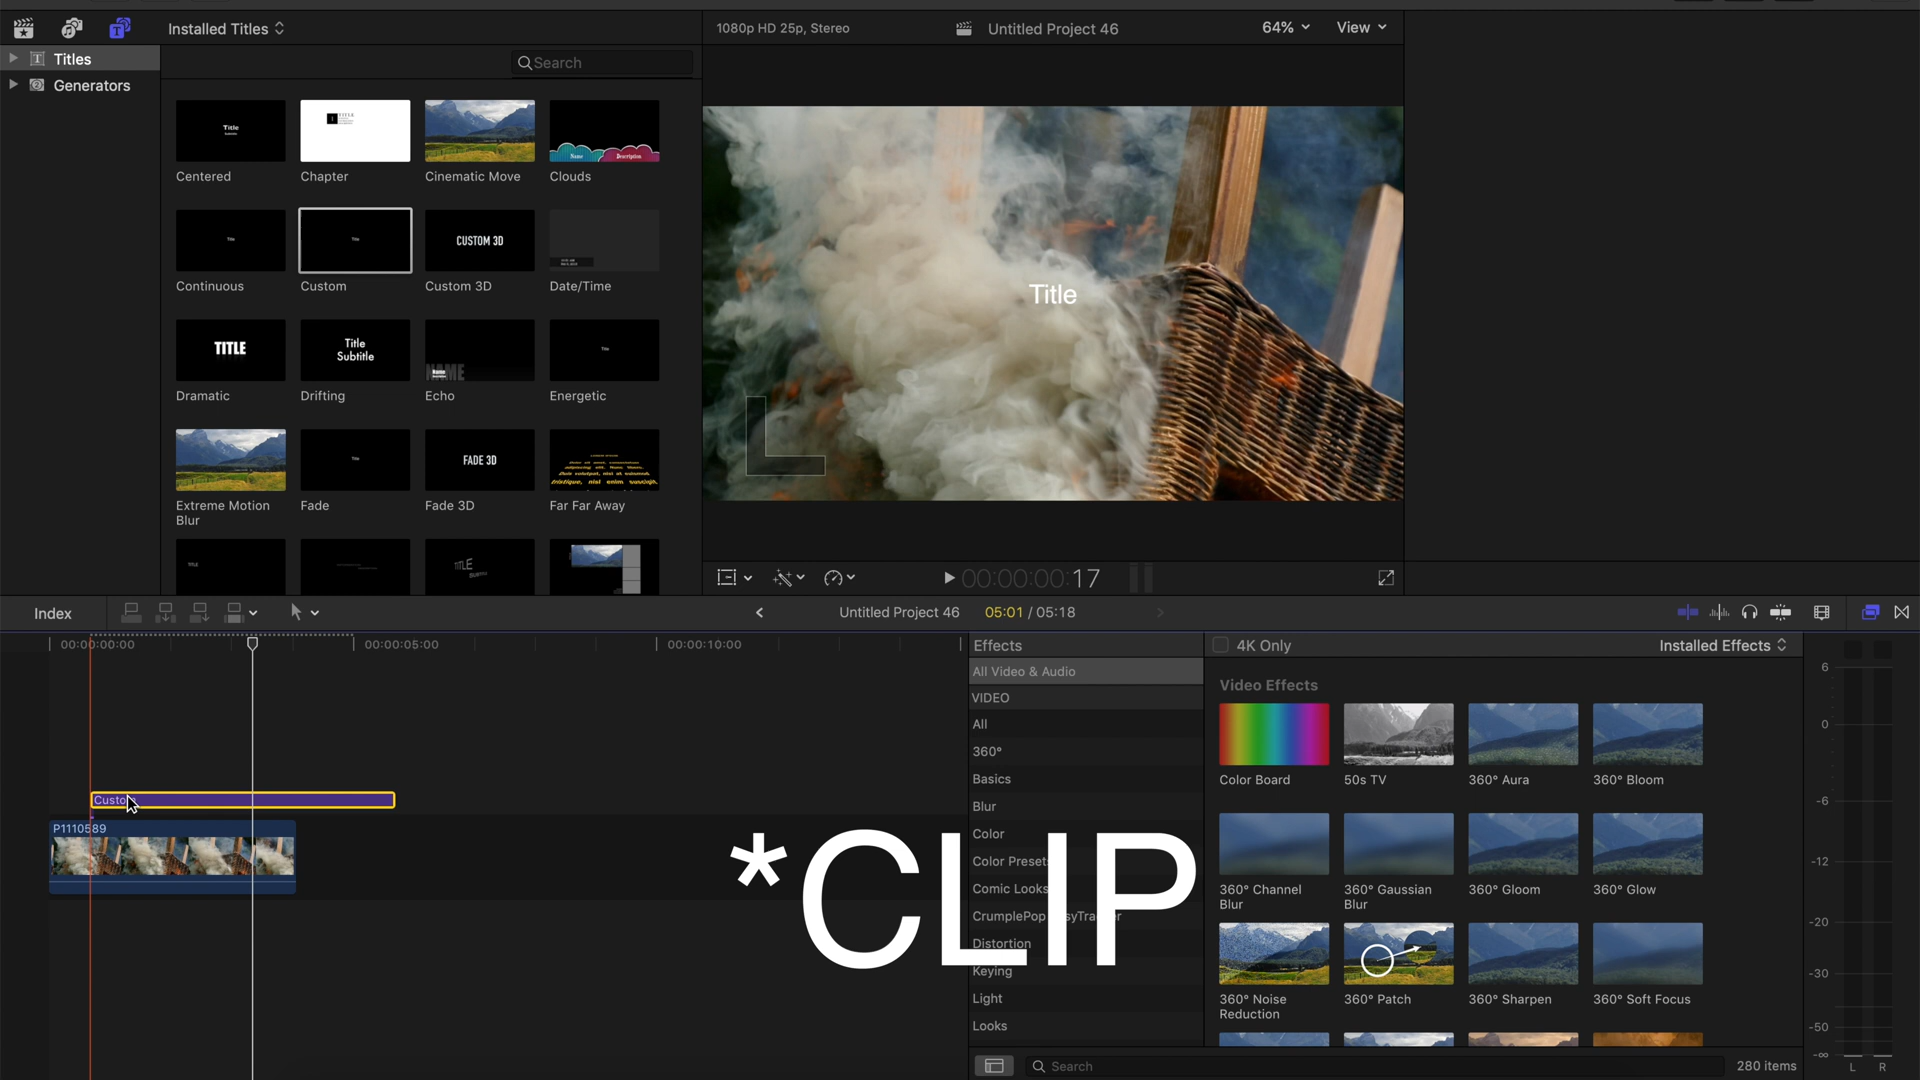 Installed Titles
1080p HD 25p, Stereo
Untitled Project 46
64%
View
Titles
Generators
Search
Title
Centered
Chapter
Cinematic Move
Clouds
Name
Description
Title
Continuous
Custom
CUSTOM 3D
Custom 3D
Date/Time
TITLE
Dramatic
Title
Subtitle
Drifting
NAME
Echo
Energetic
Extreme Motion
Blur
Fade
FADE 3D
Fade 3D
Far Far Away
TITLE
Title
00:00:00:17
Index
Untitled Project 46
05:01 / 05:18
00:00:00:00
00:00:05:00
00:00:10:00
P1110589
*CLIP
Effects
All Video & Audio
VIDEO
All
360°
Basics
Blur
Color
Color Presets
Comic Looks
Distortion
Keying
Light
Looks
4K Only
Installed Effects
Video Effects
Color Board
50s TV
360° Aura
360° Bloom
360° Channel
Blur
360° Gaussian
Blur
360° Gloom
360° Glow
360° Noise
Reduction
360° Patch
360° Sharpen
360° Soft Focus
Search
280 items
6
0
-6
-12
-20
-30
-50
-∞
L
R